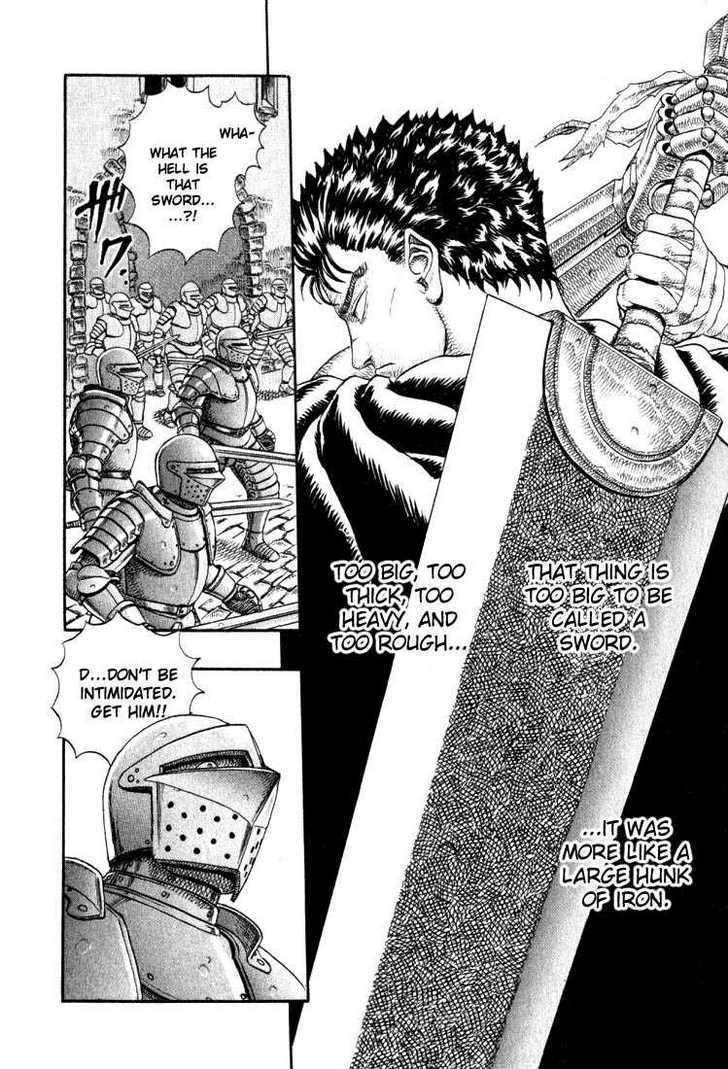 THAT THING IS
TOO BIG TO BE
CALLED A
SWORD.
TOO BIG, TOO
THICK, TOO
HEAVY, AND
TOO ROUGH...
...IT WAS
MORE LIKE A
LARGE HUNK
OF IRON.
WHA-
WHAT THE
HELL IS
THAT
SWORD...
...?!
ザワ
D...DON'T BE
INTIMIDATED.
GET HIM!!